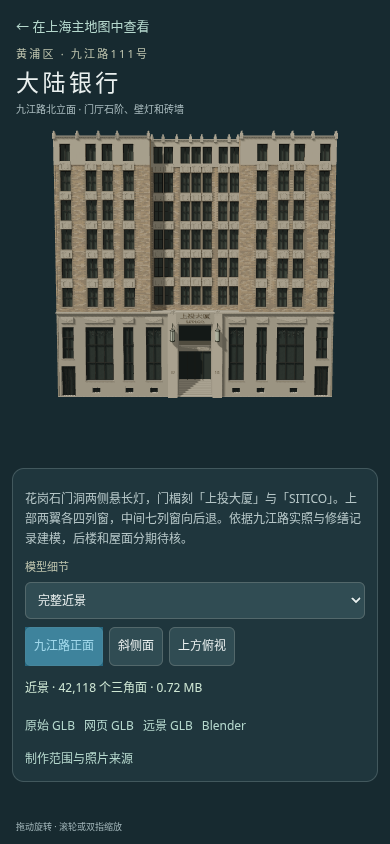 ← 在上海主地图中查看
黄浦区 · 九江路111号
大陆银行
九江路北立面 · 门厅石阶、壁灯和砖墙
上投大厦
SITICO
花岗石门洞两侧悬长灯，门楣刻「上投大厦」与「SITICO」。上
部两翼各四列窗，中间七列窗向后退。依据九江路实照与修缮记
录建模，后楼和屋面分期待核。
模型细节
完整近景
九江路正面 斜侧面 上方俯视
近景 · 42,118 个三角面 · 0.72 MB
原始 GLB 网页 GLB 远景 GLB Blender
制作范围与照片来源
拖动旋转 · 滚轮或双指缩放